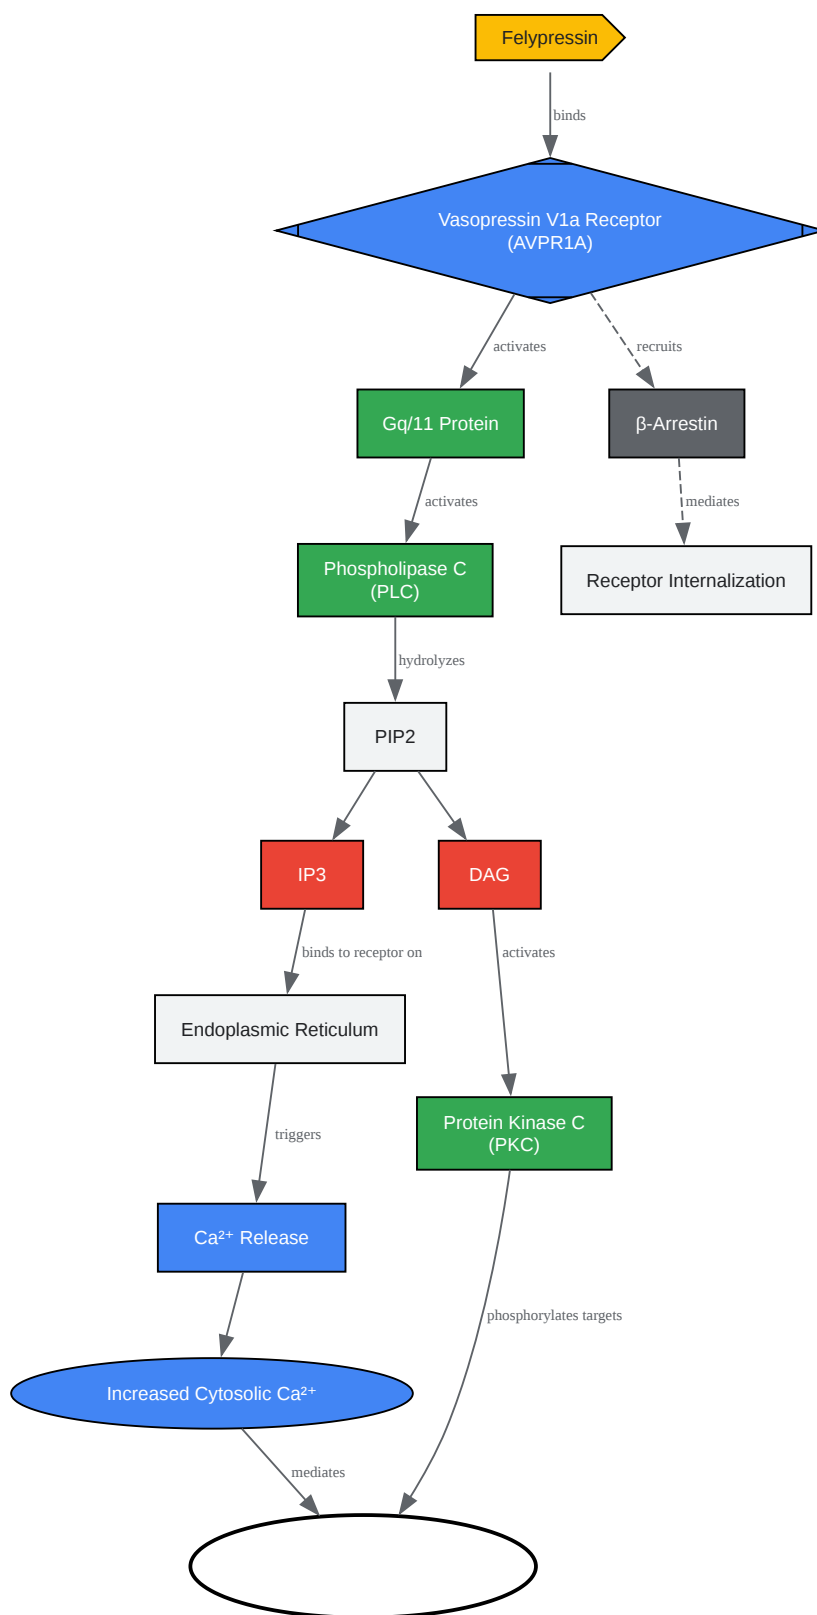 Felypressin
binds
Vasopressin V1a Receptor
(AVPR1A)
activates
recruits
Gq/11 Protein
β-Arrestin
activates
mediates
Phospholipase C
(PLC)
Receptor Internalization
hydrolyzes
PIP2
IP3
DAG
binds to receptor on
activates
Endoplasmic Reticulum
Protein Kinase C
(PKC)
triggers
Ca²⁺ Release
phosphorylates targets
Increased Cytosolic Ca²⁺
mediates